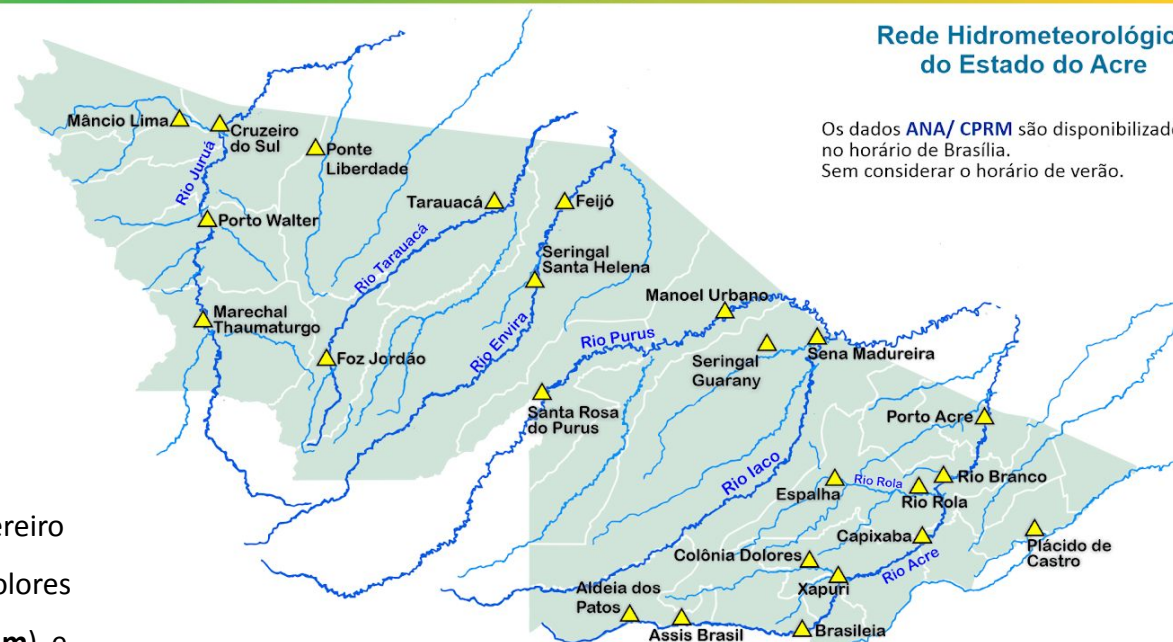 Rede Hidrometeorológic
do Estado do Acre
Os dados ANA/ CPRM são disponibilizad
no horário de Brasília.
Sem considerar o horário de verão.
Mâncio Lima
Cruzeiro
do Sul
Ponte
Liberdade
Rio Juruá
Tarauacá
Feijó
Porto Walter
Rio Tarauacá
Seringal
Santa Helena
Manoel Urbano
Marechal
Thaumaturgo
Rio Envira
Rio Purus
Foz Jordão
Seringal
Guarany
Sena Madureira
Santa Rosa
do Purus
Porto Acre
Rio Iaco
Espalha
Rio Rola
Rio Rola
Rio Branco
Capixaba
Plácido de
Castro
Colônia Dolores
Rio Acre
Xapuri
Aldeia dos
Patos
Assis Brasil
Brasileia
ereiro
olores
m), e